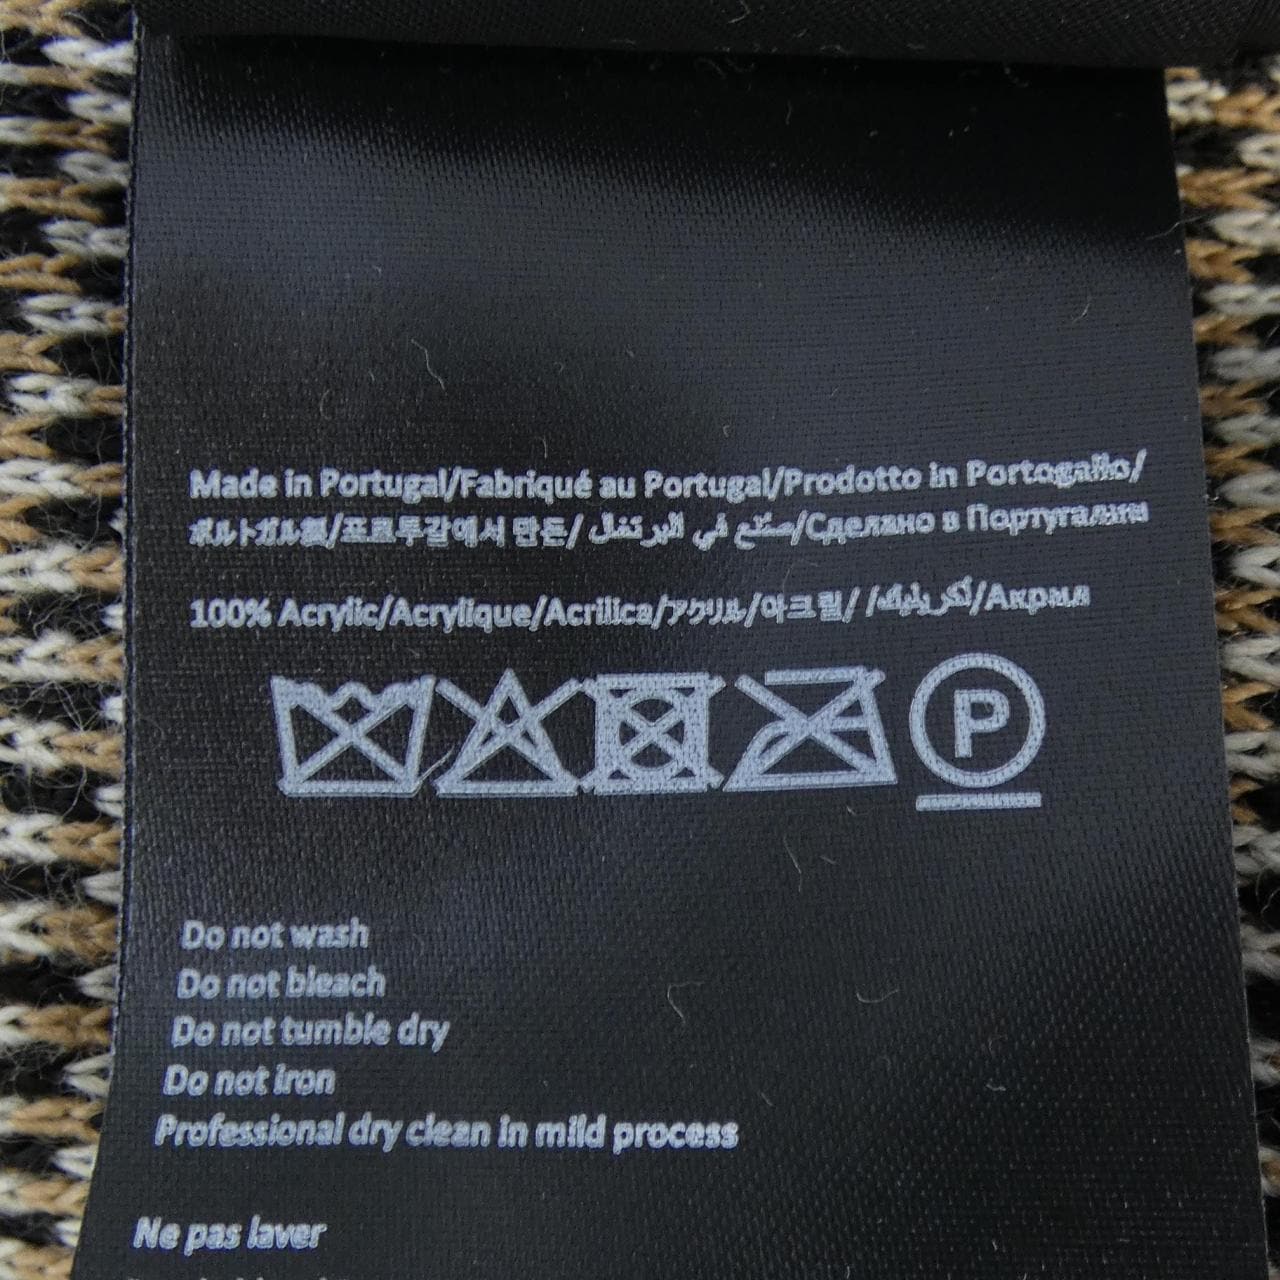 Made in Portugal/Fabriqué au Portugal/Prodotto in Portogallo/
ポルトガル製/포르투갈에서 만든/ صنع في البرتغال/Сделано в Португалии
100% Acrylic/Acrylique/Acrilica/アクリル/아크릴/ /أكريليك/Акрил
P
Do not wash
Do not bleach
Do not tumble dry
Do not iron
Professional dry clean in mild process
Ne pas laver